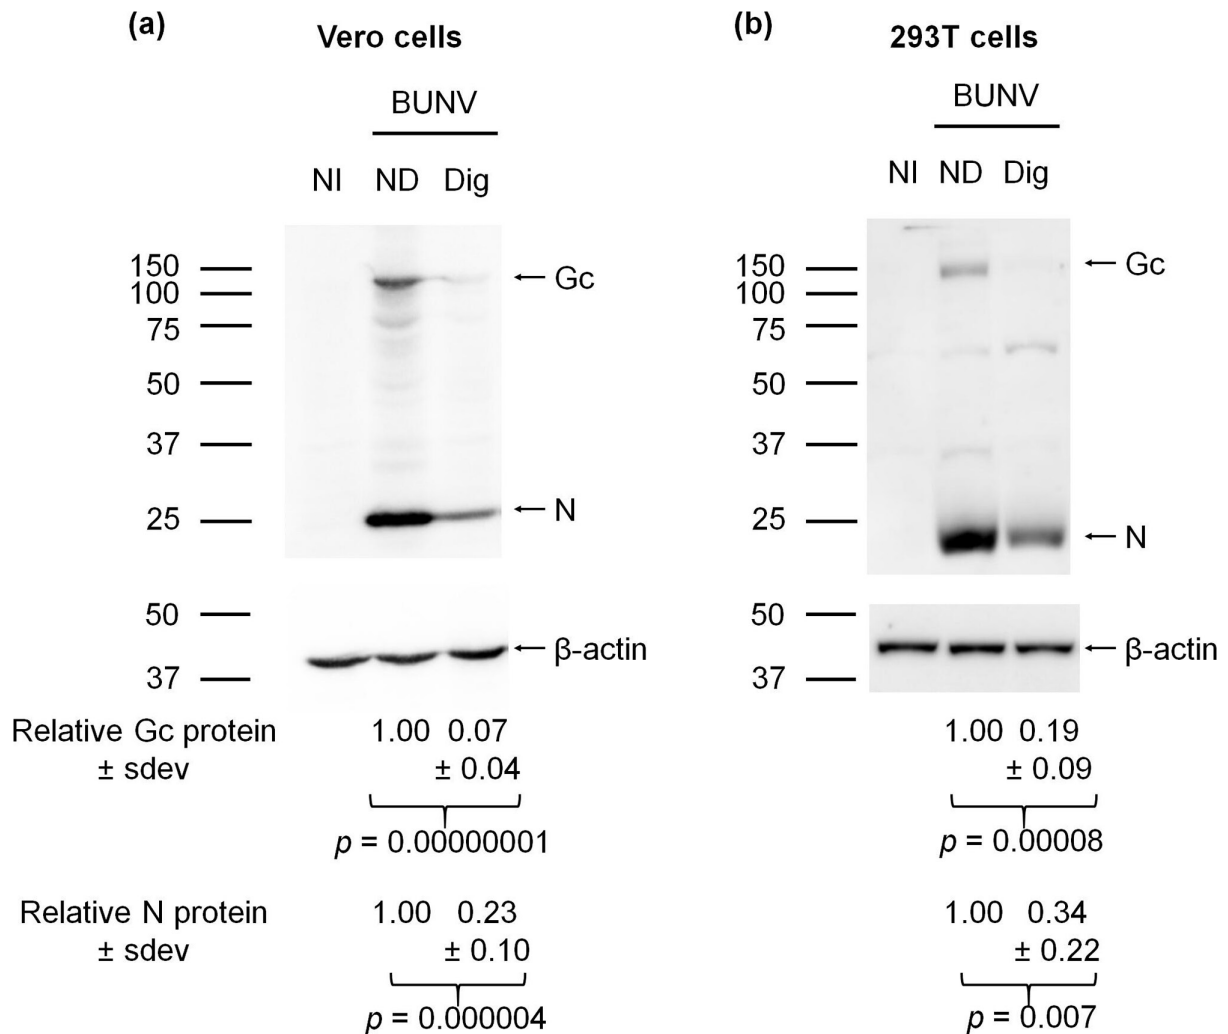 (a)
Vero cells
BUNV
NI ND Dig
150
100
75
50
37
25
Gc
N
50
37
β-actin
Relative Gc protein 1.00 0.07
± sdev ± 0.04
p = 0.00000001
Relative N protein 1.00 0.23
± sdev ± 0.10
p = 0.000004
(b)
293T cells
BUNV
NI ND Dig
150
100
75
50
37
25
Gc
N
50
37
β-actin
1.00 0.19
± 0.09
p = 0.00008
1.00 0.34
± 0.22
p = 0.007